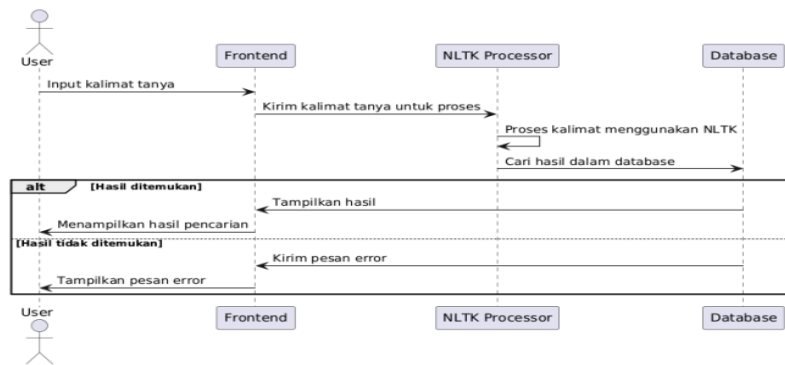 User
Frontend
NLTK Processor
Database
Input kalimat tanya
Kirim kalimat tanya untuk proses
Proses kalimat menggunakan NLTK
Cari hasil dalam database
alt [Hasil ditemukan]
Tampilkan hasil
Menampilkan hasil pencarian
[Hasil tidak ditemukan]
Kirim pesan error
Tampilkan pesan error
User
Frontend
NLTK Processor
Database